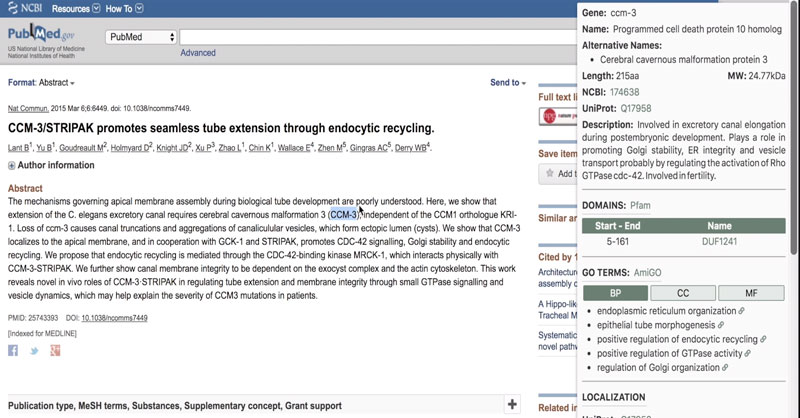 NCBI Resources How To
PubMed.gov
US National Library of Medicine
National Institutes of Health
PubMed
Advanced
Format: Abstract
Send to
Nat Commun. 2015 Mar 6;6:6449. doi: 10.1038/ncomms7449.
CCM-3/STRIPAK promotes seamless tube extension through endocytic recycling.
Lant B1, Yu B1, Goudreault M2, Holmyard D2, Knight JD2, Xu P3, Zhao L1, Chin K1, Wallace E4, Zhen M5, Gingras AC5, Derry WB4.
Author information
Abstract
The mechanisms governing apical membrane assembly during biological tube development are poorly understood. Here, we show that
extension of the C. elegans excretory canal requires cerebral cavernous malformation 3 (CCM-3), independent of the CCM1 orthologue KRI-
1. Loss of ccm-3 causes canal truncations and aggregations of canalicular vesicles, which form ectopic lumen (cysts). We show that CCM-3
localizes to the apical membrane, and in cooperation with GCK-1 and STRIPAK, promotes CDC-42 signalling, Golgi stability and endocytic
recycling. We propose that endocytic recycling is mediated through the CDC-42-binding kinase MRCK-1, which interacts physically with
CCM-3-STRIPAK. We further show canal membrane integrity to be dependent on the exocyst complex and the actin cytoskeleton. This work
reveals novel in vivo roles of CCM-3·STRIPAK in regulating tube extension and membrane integrity through small GTPase signalling and
vesicle dynamics, which may help explain the severity of CCM3 mutations in patients.
PMID: 25743393 DOI: 10.1038/ncomms7449
[Indexed for MEDLINE]
Publication type, MeSH terms, Substances, Supplementary concept, Grant support
Full text li
Save item
Add t
Similar ar
Cited by 1
Architectur
assembly o
A Hippo-lik
Tracheal M
Systematic
novel pathw
Related in
Gene: ccm-3
Name: Programmed cell death protein 10 homolog
Alternative Names:
• Cerebral cavernous malformation protein 3
Length: 215aa MW: 24.77kDa
NCBI: 174638
UniProt: Q17958
Description: Involved in excretory canal elongation
during postembryonic development. Plays a role in
promoting Golgi stability, ER integrity and vesicle
transport probably by regulating the activation of Rho
GTPase cdc-42. Involved in fertility.
DOMAINS: Pfam
Start - End Name
5-161 DUF1241
GO TERMS: AmiGO
BP CC MF
• endoplasmic reticulum organization
• epithelial tube morphogenesis
• positive regulation of endocytic recycling
• positive regulation of GTPase activity
• regulation of Golgi organization
LOCALIZATION